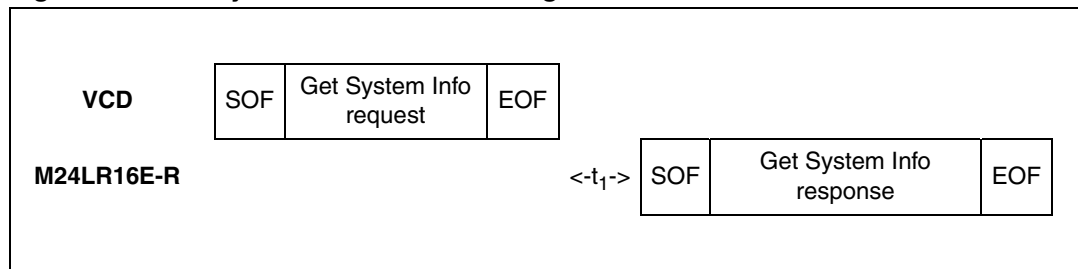 VCD
SOF
Get System Info
request
EOF
M24LR16E-R
<-t₁->
SOF
Get System Info
response
EOF